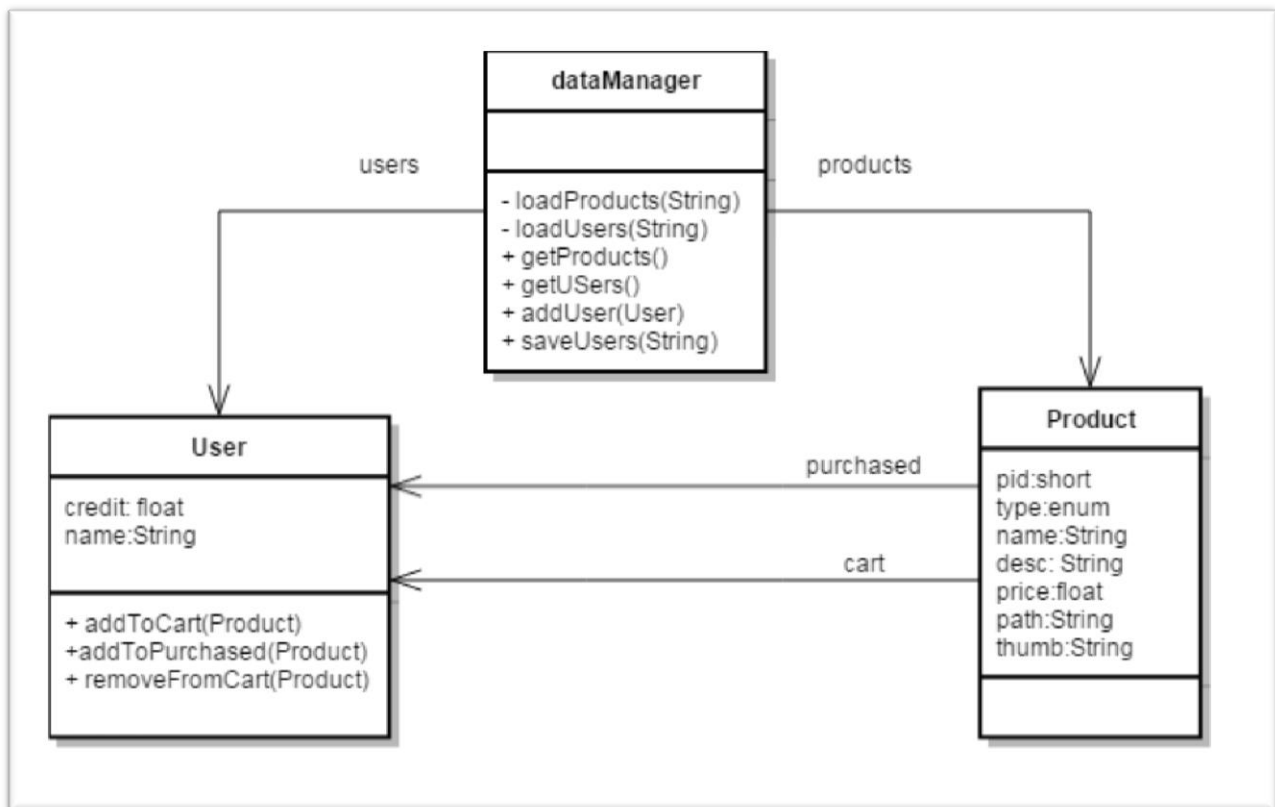 dataManager
users
products
- loadProducts(String)
- loadUsers(String)
+ getProducts()
+ getUSers()
+ addUser(User)
+ saveUsers(String)
User
credit: float
name:String
+ addToCart(Product)
+addToPurchased(Product)
+ removeFromCart(Product)
purchased
cart
Product
pid:short
type:enum
name:String
desc: String
price:float
path:String
thumb:String